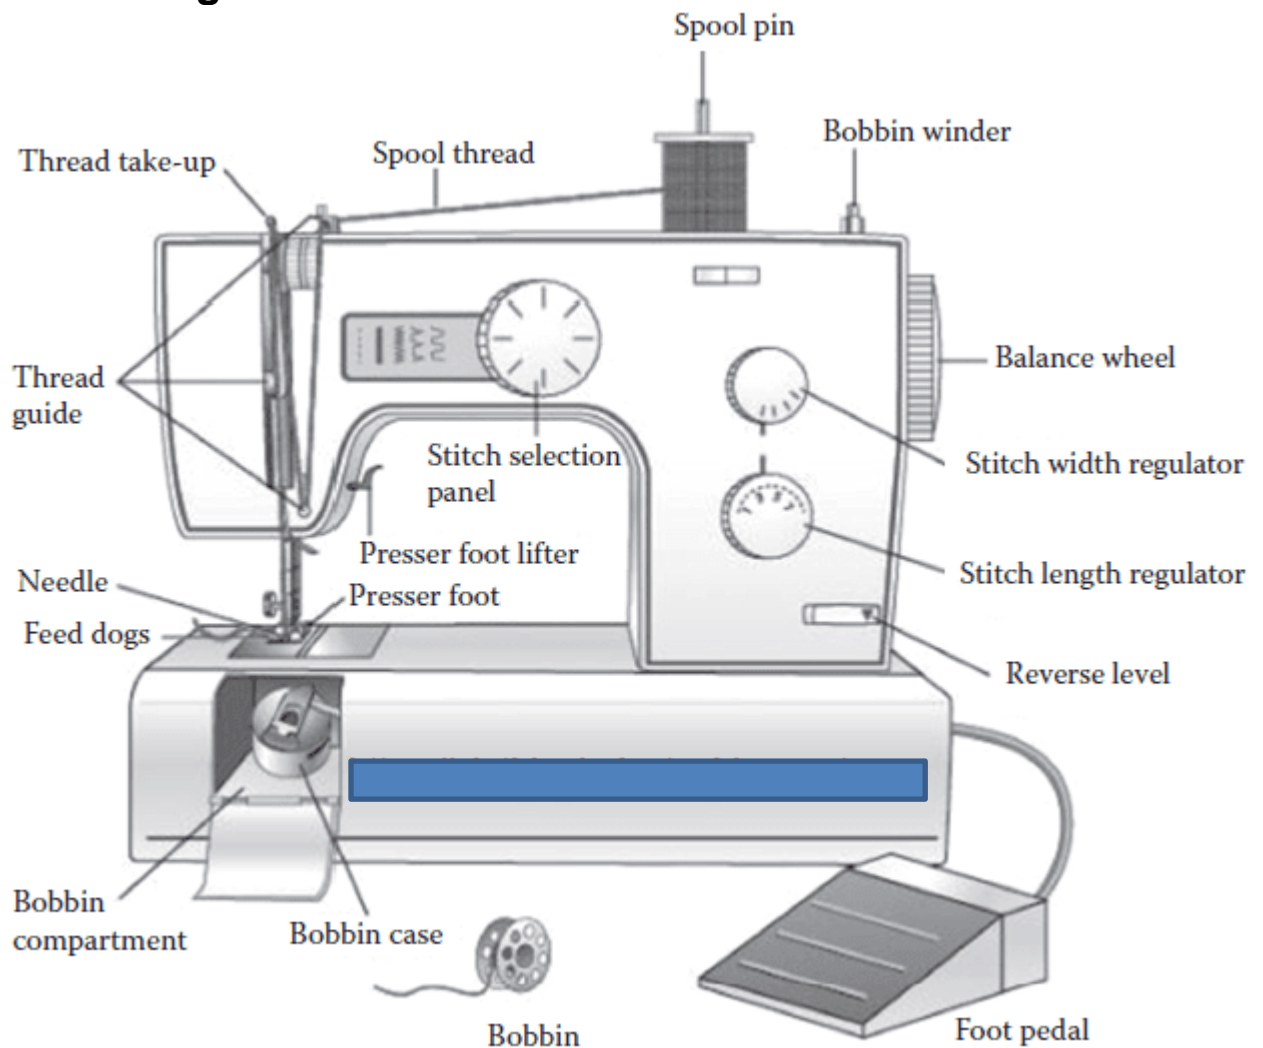 Spool pin
Bobbin winder
Spool thread
Thread take-up
Balance wheel
Thread
guide
Stitch selection
panel
Stitch width regulator
Presser foot lifter
Stitch length regulator
Needle
Presser foot
Feed dogs
Reverse level
Bobbin
compartment
Bobbin case
Bobbin
Foot pedal